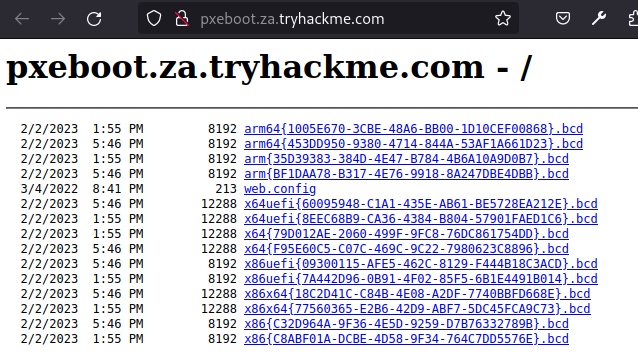 pxeboot.za.tryhackme.com
pxeboot.za.tryhackme.com - /
2/2/2023 1:55 PM 8192 arm64{1005E670-3CBE-48A6-BB00-1D10CEF00868}.bcd
2/2/2023 5:46 PM 8192 arm64{453DD950-9380-4714-844A-53AF1A661D23}.bcd
2/2/2023 1:55 PM 8192 arm{35D39383-384D-4E47-B784-4B6A10A9D0B7}.bcd
2/2/2023 5:46 PM 8192 arm{BF1DAA78-B317-4E76-9918-8A247DBE4DBB}.bcd
3/4/2022 8:41 PM 213 web.config
2/2/2023 5:46 PM 12288 x64uefi{60095948-C1A1-435E-AB61-BE5728EA212E}.bcd
2/2/2023 1:55 PM 12288 x64uefi{8EEC68B9-CA36-4384-B804-57901FAED1C6}.bcd
2/2/2023 1:55 PM 12288 x64{79D012AE-2060-499F-9FC8-76DC861754DD}.bcd
2/2/2023 5:46 PM 12288 x64{F95E60C5-C07C-469C-9C22-7980623C8896}.bcd
2/2/2023 5:46 PM 8192 x86uefi{09300115-AFE5-462C-8129-F444B18C3ACD}.bcd
2/2/2023 1:55 PM 8192 x86uefi{7A442D96-0B91-4F02-85F5-6B1E4491B014}.bcd
2/2/2023 5:46 PM 12288 x86x64{18C2D41C-C84B-4E08-A2DF-7740BBFD668E}.bcd
2/2/2023 1:55 PM 12288 x86x64{77560365-E2B6-42D9-ABF7-5DC45FCA9C73}.bcd
2/2/2023 5:46 PM 8192 x86{C32D964A-9F36-4E5D-9259-D7B76332789B}.bcd
2/2/2023 1:55 PM 8192 x86{C8ABF01A-DCBE-4D58-9F34-764C7DD5576E}.bcd